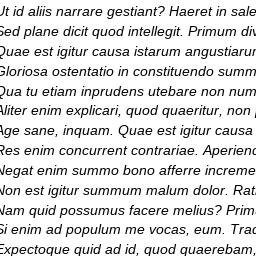 Ut id aliis narrare gestiant? Haeret in sale
Sed plane dicit quod intellegit. Primum div
Quae est igitur causa istarum angustiarur
Gloriosa ostentatio in constituendo summ
Qua tu etiam inprudens utebare non num
Aliter enim explicari, quod quaeritur, non
Age sane, inquam. Quae est igitur causa
Res enim concurrent contrariae. Aperienc
Negat enim summo bono afferre increme
Non est igitur summum malum dolor. Rati
Nam quid possumus facere melius? Prim
Si enim ad populum me vocas, eum. Trac
Expectoque quid ad id, quod quaerebam,